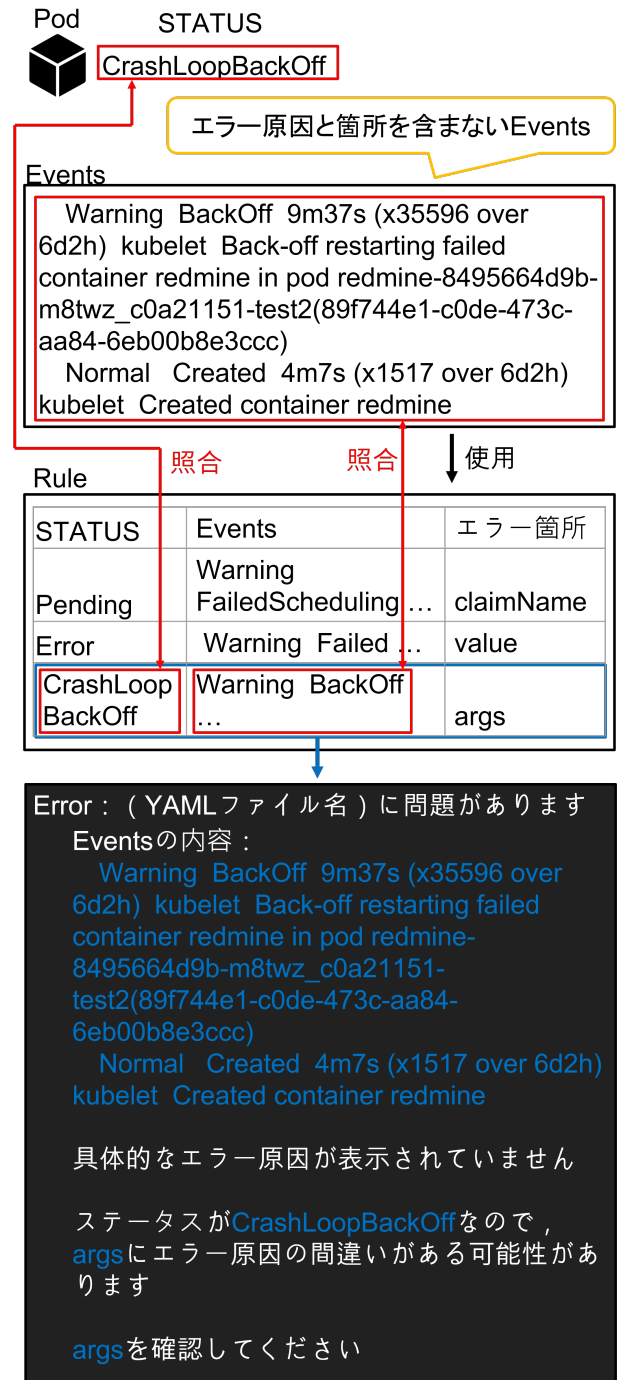 Pod
STATUS
CrashLoopBackOff
エラー原因と箇所を含まないEvents
Events
Warning BackOff 9m37s (x35596 over
6d2h) kubelet Back-off restarting failed
container redmine in pod redmine-8495664d9b-
m8twz_c0a21151-test2(89f744e1-c0de-473c-
aa84-6eb00b8e3ccc)
Normal Created 4m7s (x1517 over 6d2h)
kubelet Created container redmine
照合
照合
使用
Rule
STATUS Events エラー箇所
Warning
Pending FailedScheduling … claimName
Error Warning Failed … value
CrashLoop Warning BackOff
BackOff … args
Error：（YAMLファイル名）に問題があります
Eventsの内容：
Warning BackOff 9m37s (x35596 over
6d2h) kubelet Back-off restarting failed
container redmine in pod redmine-
8495664d9b-m8twz_c0a21151-
test2(89f744e1-c0de-473c-aa84-
6eb00b8e3ccc)
Normal Created 4m7s (x1517 over 6d2h)
kubelet Created container redmine
具体的なエラー原因が表示されていません
ステータスがCrashLoopBackOffなので，
argsにエラー原因の間違いがある可能性があ
ります
argsを確認してください